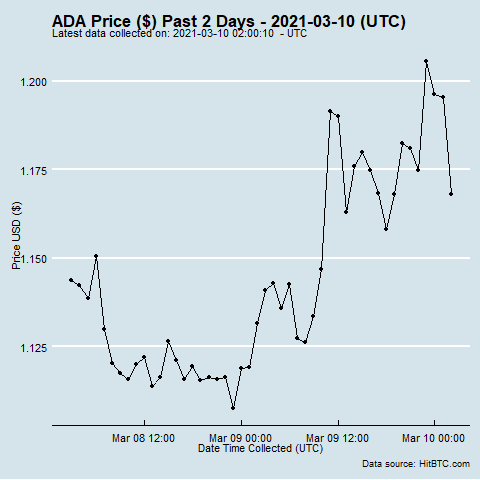 ADA Price ($) Past 2 Days - 2021-03-10 (UTC)
Latest data collected on: 2021-03-10 02:00:10  - UTC
1.200
1.175
1.150
1.125
Price USD ($)
Mar 08 12:00 Mar 09 00:00 Mar 09 12:00 Mar 10 00:00
Date Time Collected (UTC)
Data source: HitBTC.com